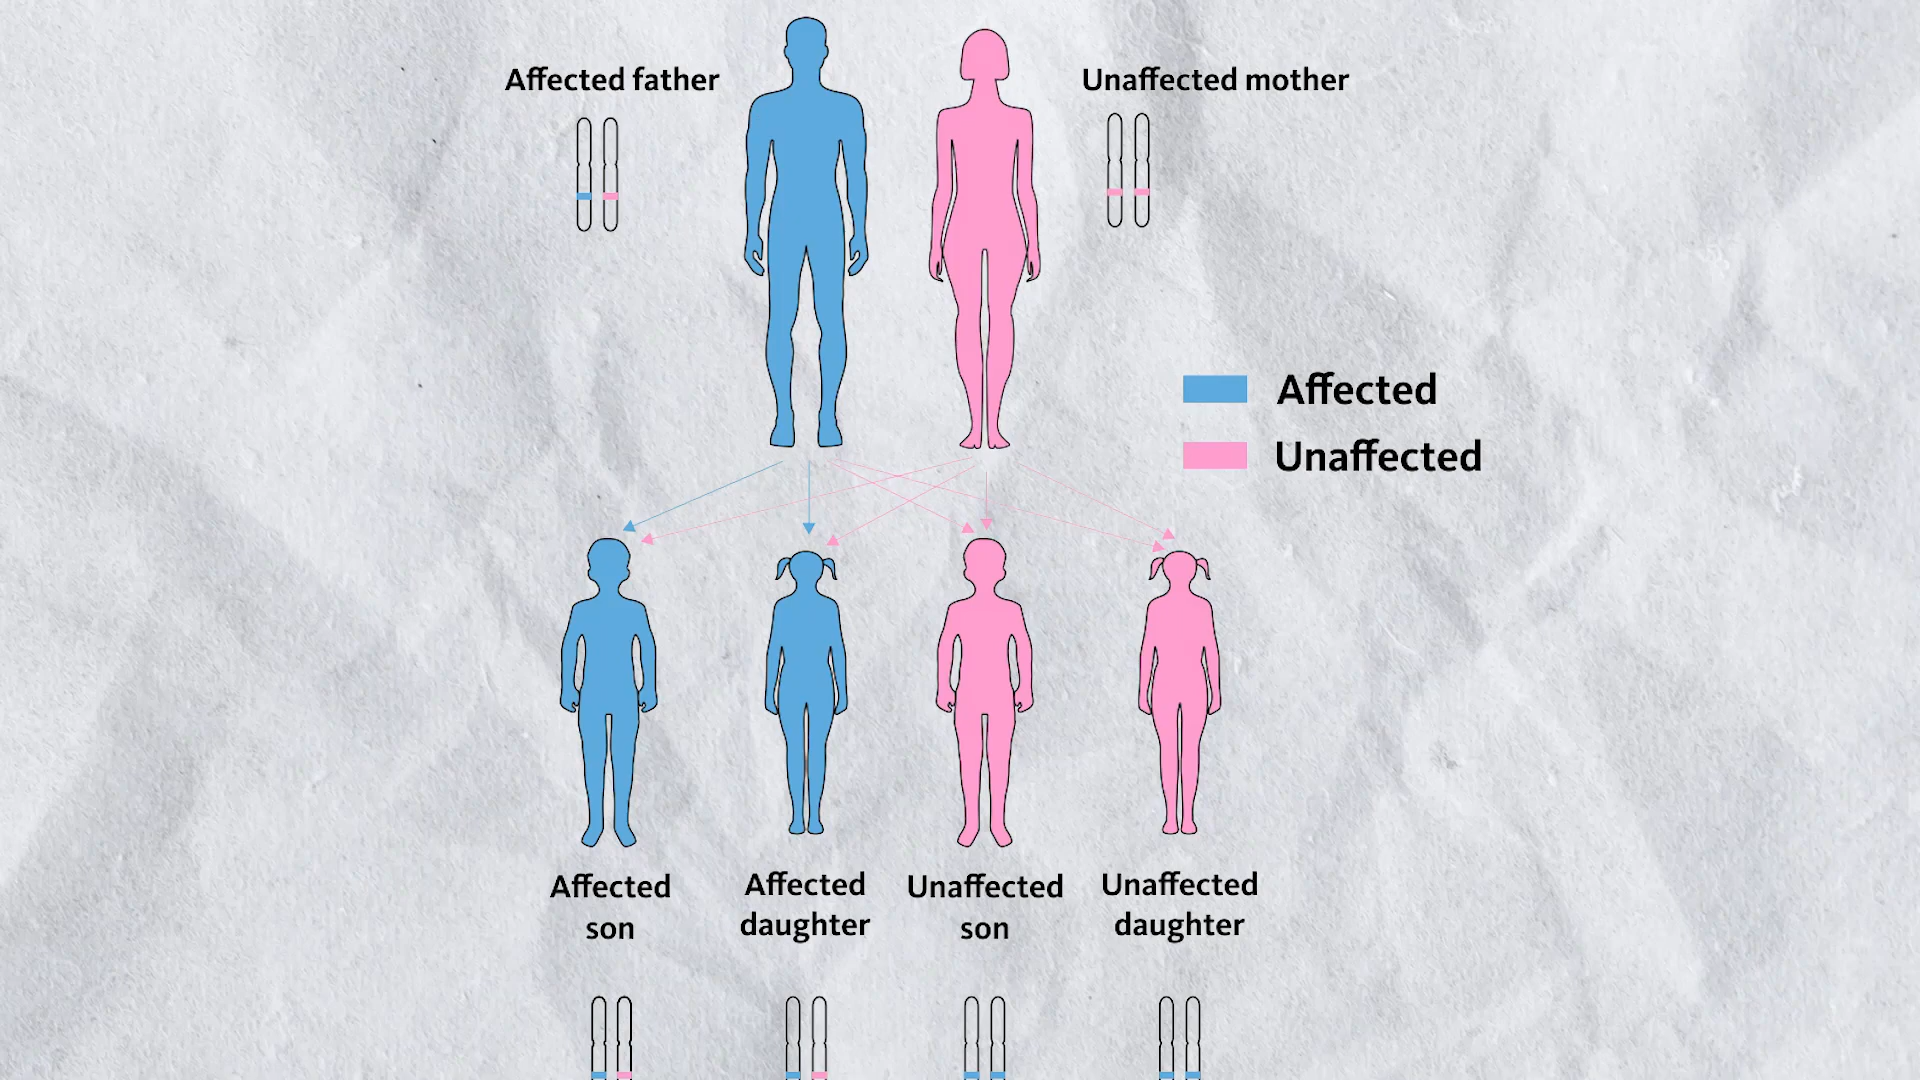 Affected father
Unaffected mother
Affected
Unaffected
Affected
son
Affected
daughter
Unaffected
son
Unaffected
daughter